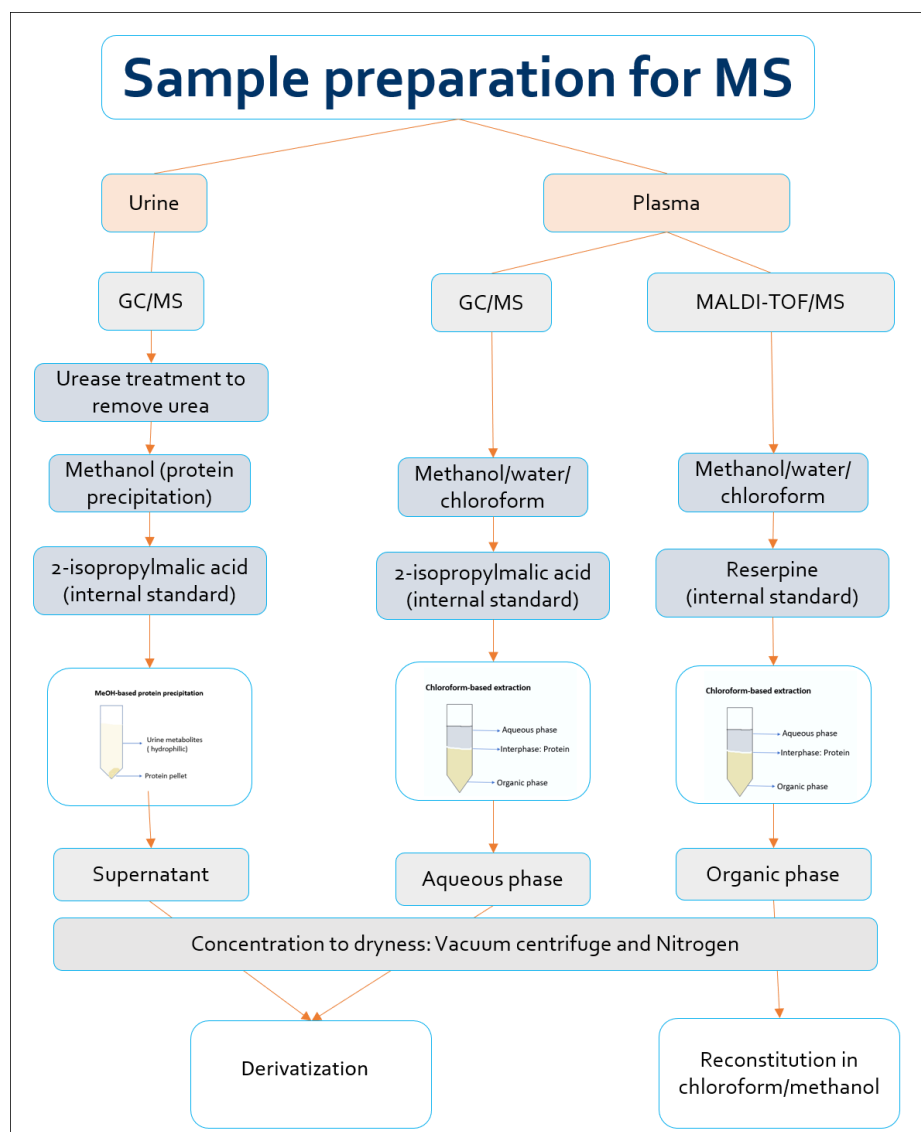 Sample preparation for MS
Urine
Plasma
GC/MS
GC/MS
MALDI-TOF/MS
Urease treatment to
remove urea
Methanol (protein
precipitation)
Methanol/water/
chloroform
Methanol/water/
chloroform
2-isopropylmalic acid
(internal standard)
2-isopropylmalic acid
(internal standard)
Reserpine
(internal standard)
MeOH-based protein precipitation
Urine metabolites
( hydrophilic)
Protein pellet
Chloroform-based extraction
Aqueous phase
Interphase: Protein
Organic phase
Chloroform-based extraction
Aqueous phase
Interphase: Protein
Organic phase
Supernatant
Aqueous phase
Organic phase
Concentration to dryness: Vacuum centrifuge and Nitrogen
Derivatization
Reconstitution in
chloroform/methanol